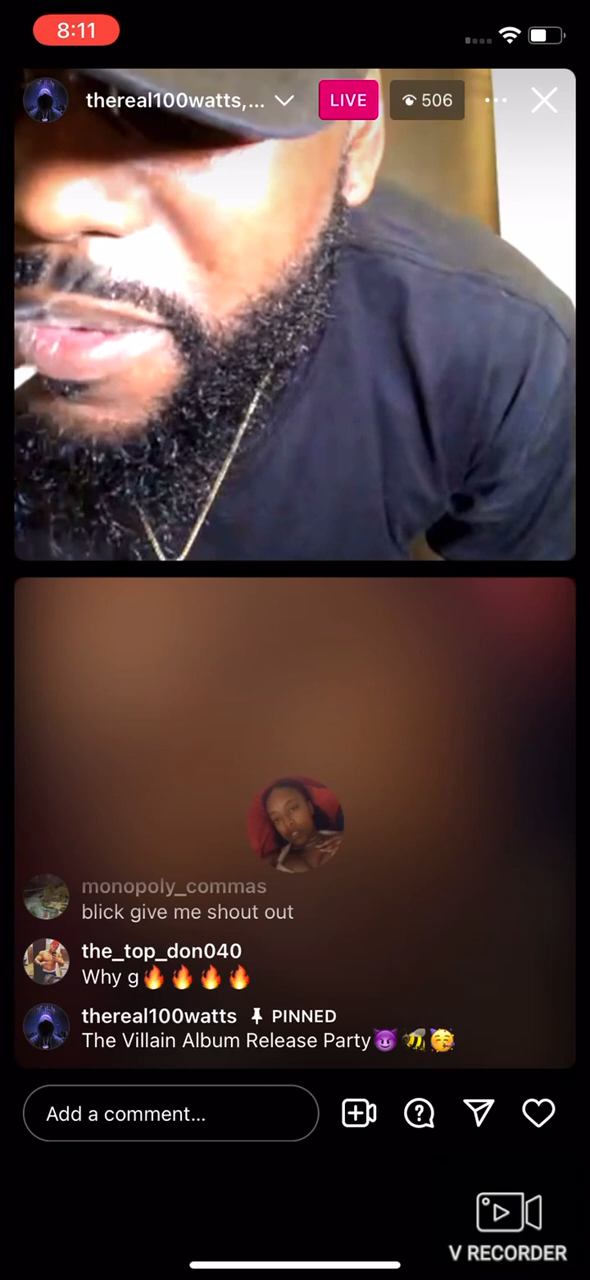 8:11
thereal100watts,...
LIVE
506
monopoly_commas
blick give me shout out
the_top_don040
Why g🔥🔥🔥🔥
thereal100watts PINNED
The Villain Album Release Party😈🐝🥳
Add a comment...
V RECORDER